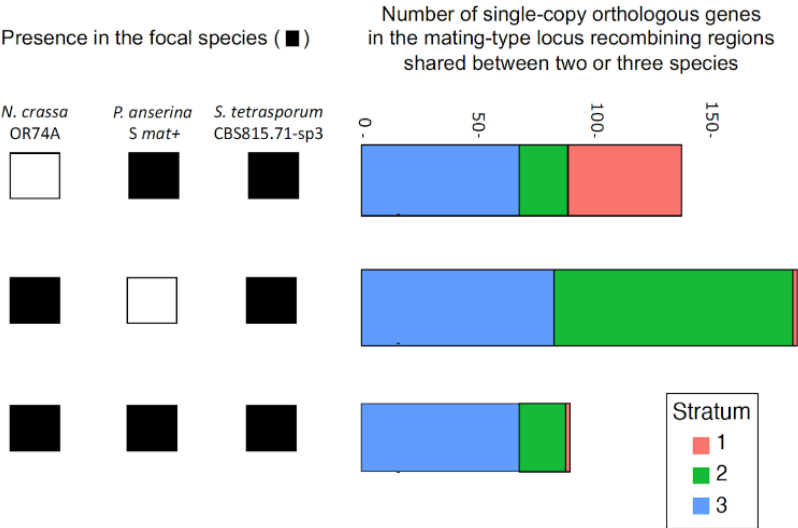 Presence in the focal species ( ■ )
Number of single-copy orthologous genes
in the mating-type locus recombining regions
shared between two or three species
N. crassa
OR74A
P. anserina
S mat+
S. tetrasporum
CBS815.71-sp3
0 -
50-
100-
150-
Stratum
1
2
3